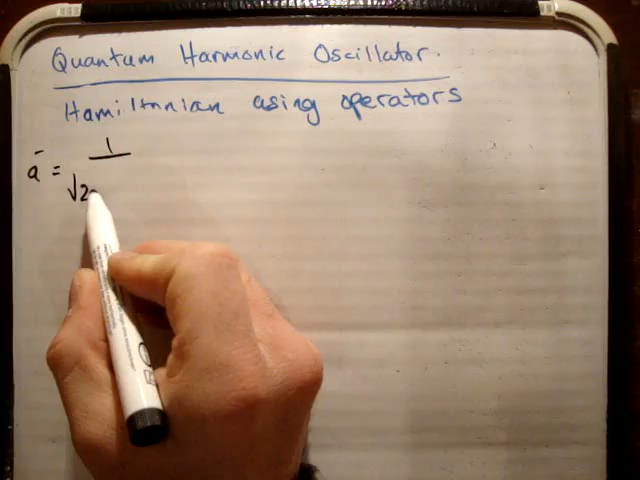 Quantum Harmonic Oscillator.
Hamiltonian using operators
a⁻ = 1 / √2